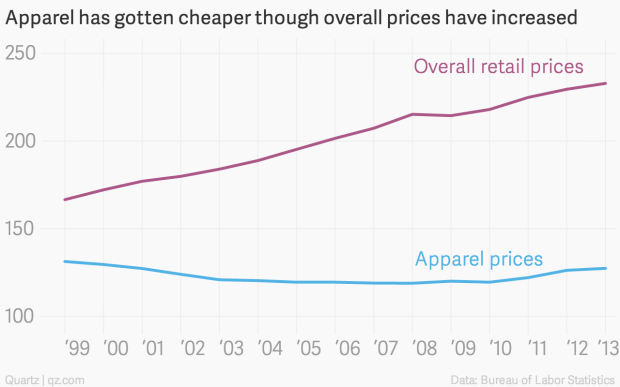 Apparel has gotten cheaper though overall prices have increased
250
Overall retail prices
200
150
Apparel prices
100
'99 '00 '01 '02 '03 '04 '05 '06 '07 '08 '09 '10 '11 '12 '13
Quartz | qz.com Data: Bureau of Labor Statistics